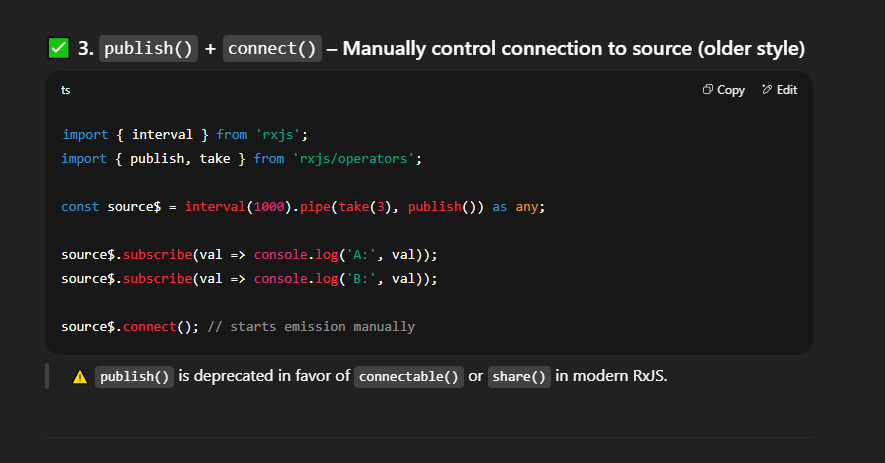 ✅ 3. publish() + connect() – Manually control connection to source (older style)
ts
Copy
Edit
import { interval } from 'rxjs';
import { publish, take } from 'rxjs/operators';
const source$ = interval(1000).pipe(take(3), publish()) as any;
source$.subscribe(val => console.log('A:', val));
source$.subscribe(val => console.log('B:', val));
source$.connect(); // starts emission manually
⚠️ publish() is deprecated in favor of connectable() or share() in modern RxJS.